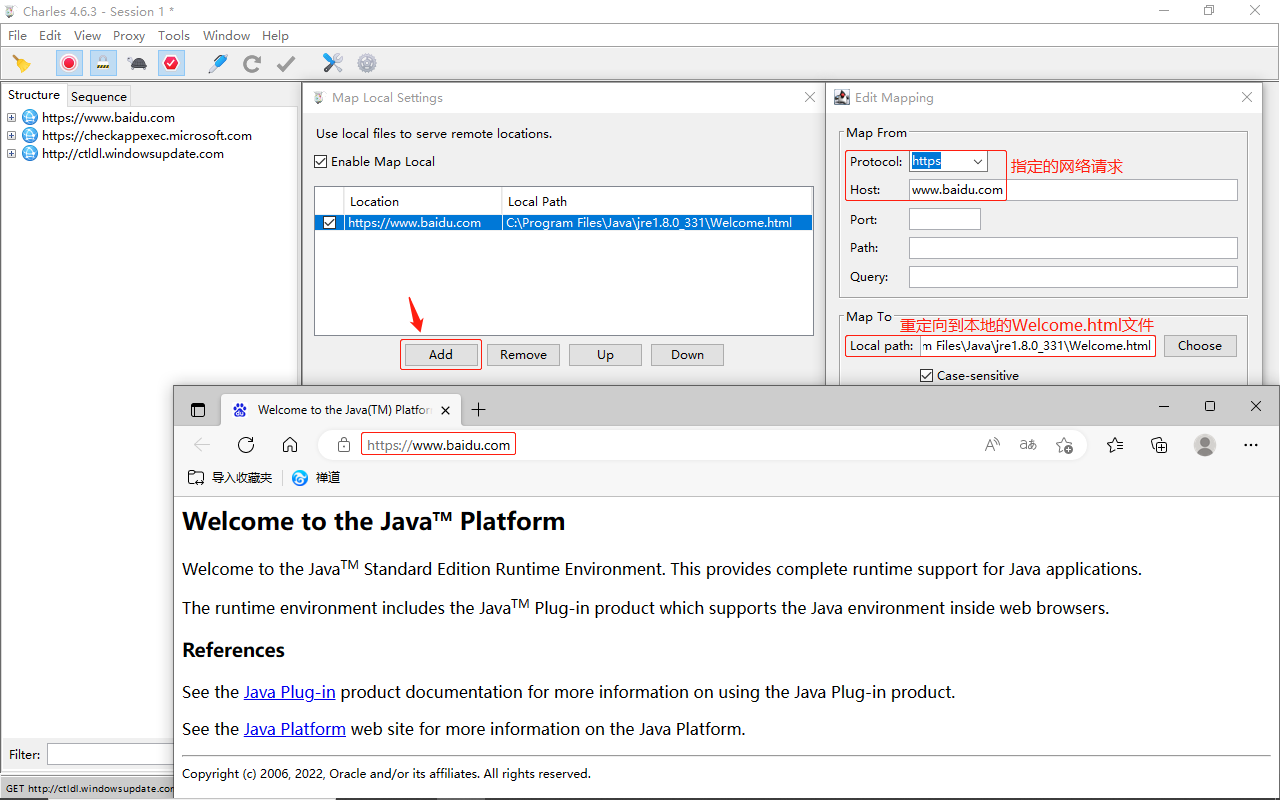 Charles 4.6.3 - Session 1 *
File Edit View Proxy Tools Window Help
Structure Sequence
https://www.baidu.com
https://checkappexec.microsoft.com
http://ctldl.windowsupdate.com
Filter:
GET http://ctldl.windowsupdate.com
Map Local Settings
Use local files to serve remote locations.
Enable Map Local
Location Local Path
https://www.baidu.com C:\Program Files\Java\jre1.8.0_331\Welcome.html
Add Remove Up Down
Edit Mapping
Map From
Protocol: https 指定的网络请求
Host: www.baidu.com
Port:
Path:
Query:
Map To
重定向到本地的Welcome.html文件
Local path: m Files\Java\jre1.8.0_331\Welcome.html Choose
Case-sensitive
Welcome to the Java(TM) Platfor
https://www.baidu.com
导入收藏夹 禅道
Welcome to the Java™ Platform
Welcome to the Java™ Standard Edition Runtime Environment. This provides complete runtime support for Java applications.
The runtime environment includes the Java™ Plug-in product which supports the Java environment inside web browsers.
References
See the Java Plug-in product documentation for more information on using the Java Plug-in product.
See the Java Platform web site for more information on the Java Platform.
Copyright (c) 2006, 2022, Oracle and/or its affiliates. All rights reserved.